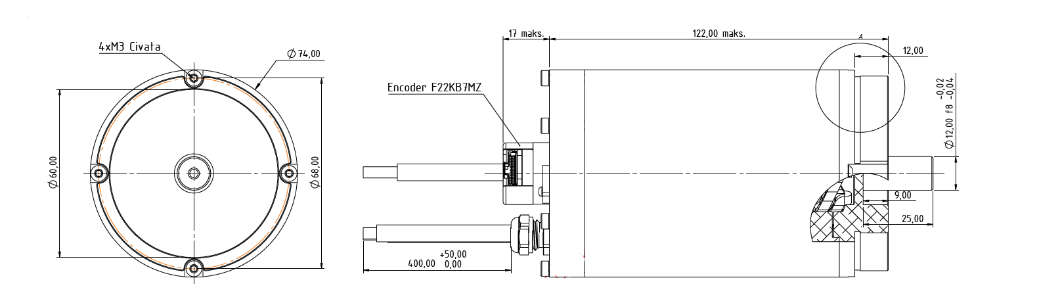 4xM3 Civata
Ø74,00
Ø60,00
Ø68,00
17 maks.
122,00 maks.
A
12,00
Encoder F22KB7MZ
Ø12,00 f8 -0,02 -0,04
9,00
25,00
400,00 +50,00 0,00